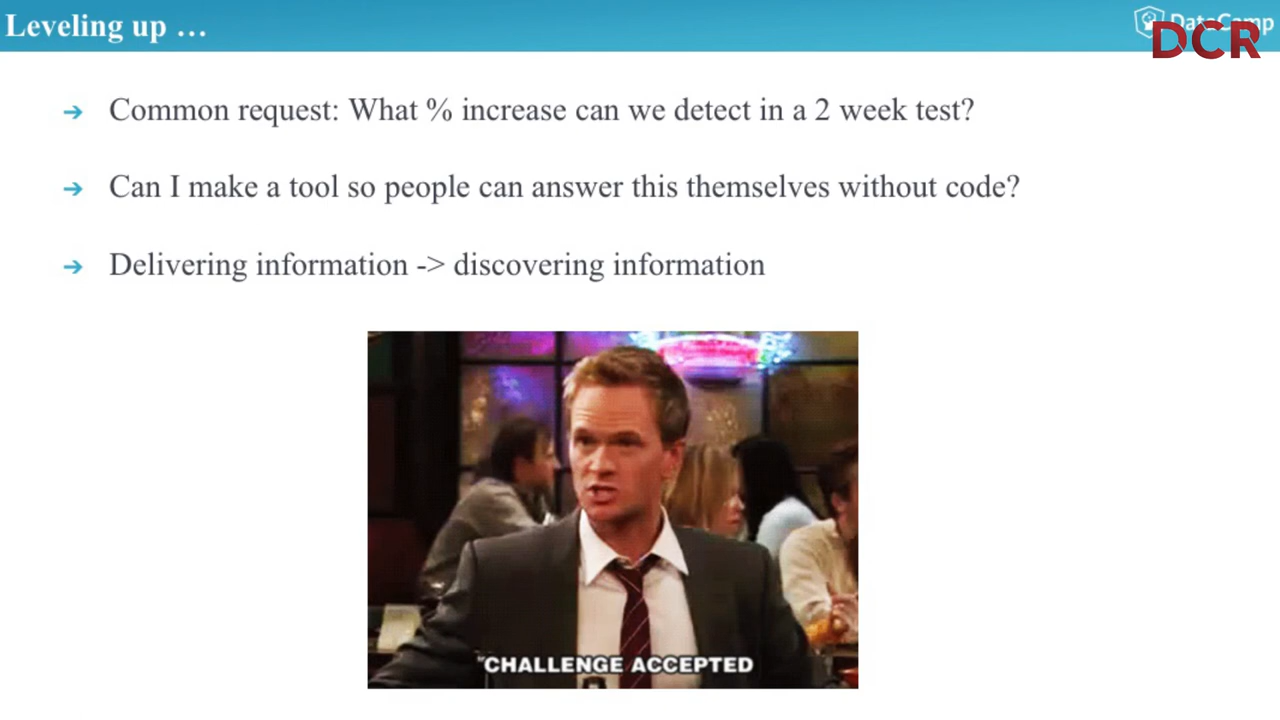 Leveling up ...
DataCamp
DCR
→ Common request: What % increase can we detect in a 2 week test?
→ Can I make a tool so people can answer this themselves without code?
→ Delivering information -> discovering information
"CHALLENGE ACCEPTED